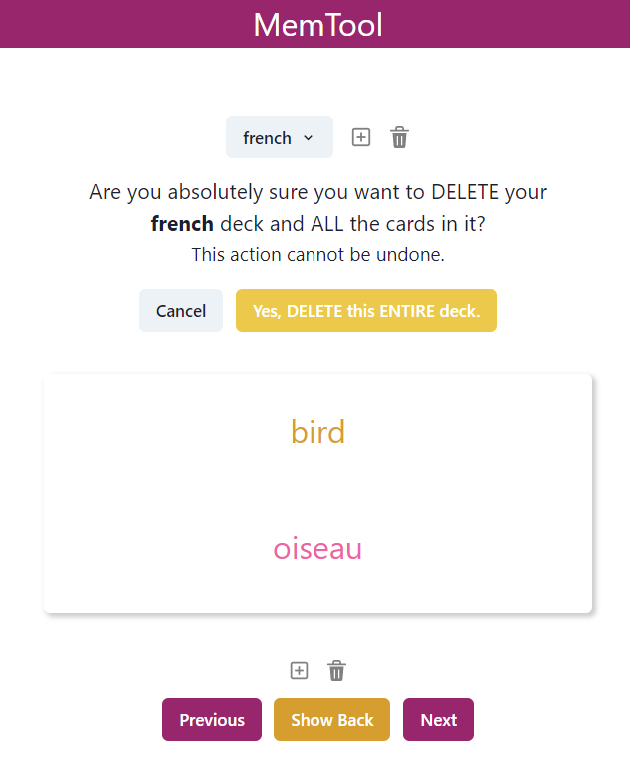 MemTool
french
Are you absolutely sure you want to DELETE your
french deck and ALL the cards in it?
This action cannot be undone.
Cancel Yes, DELETE this ENTIRE deck.
bird
oiseau
Previous Show Back Next